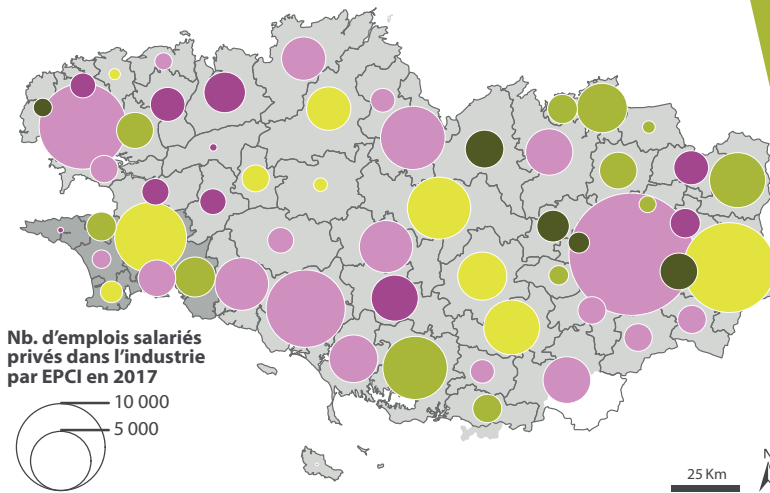 Nb. d'emplois salariés
privés dans l'industrie
par EPCI en 2017
10 000
5 000
25 Km
N